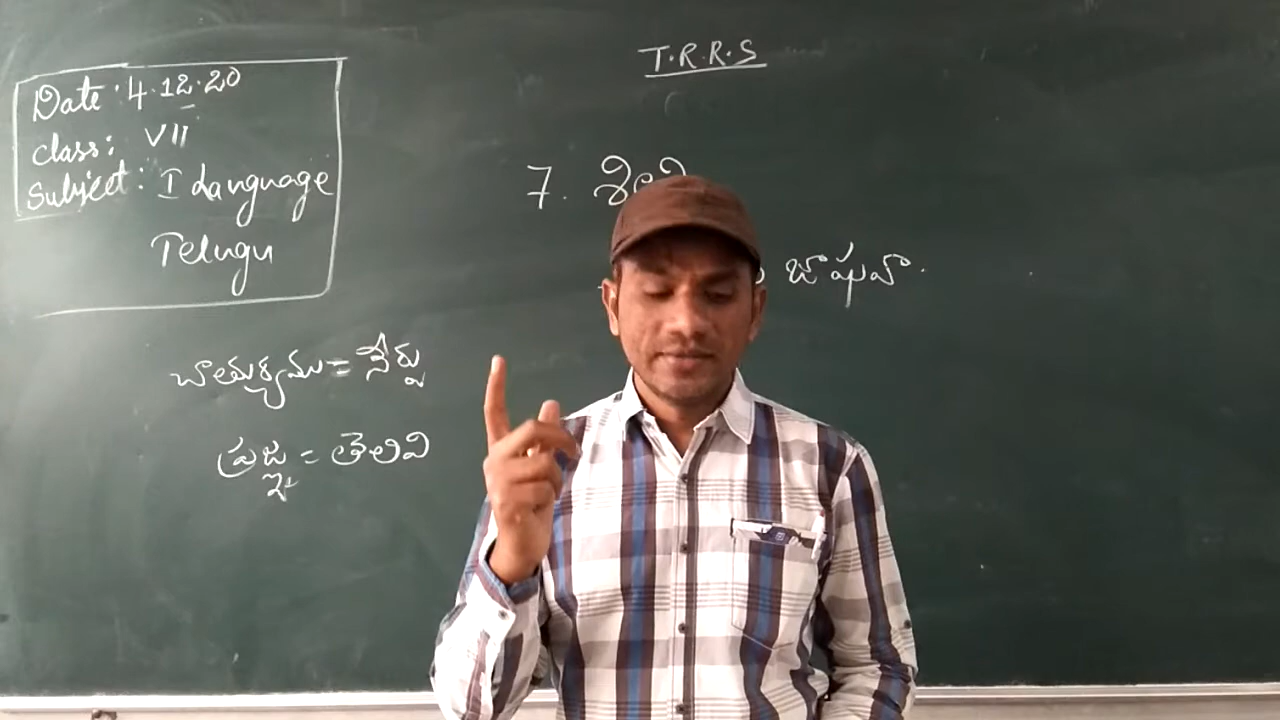 T.R.R.S
Date: 4.12.20
Class: VII
Subject: I Language
Telugu
7.
జాషువా.
చాతుర్యము = నేర్పు
ప్రజ్ఞ = తెలివి